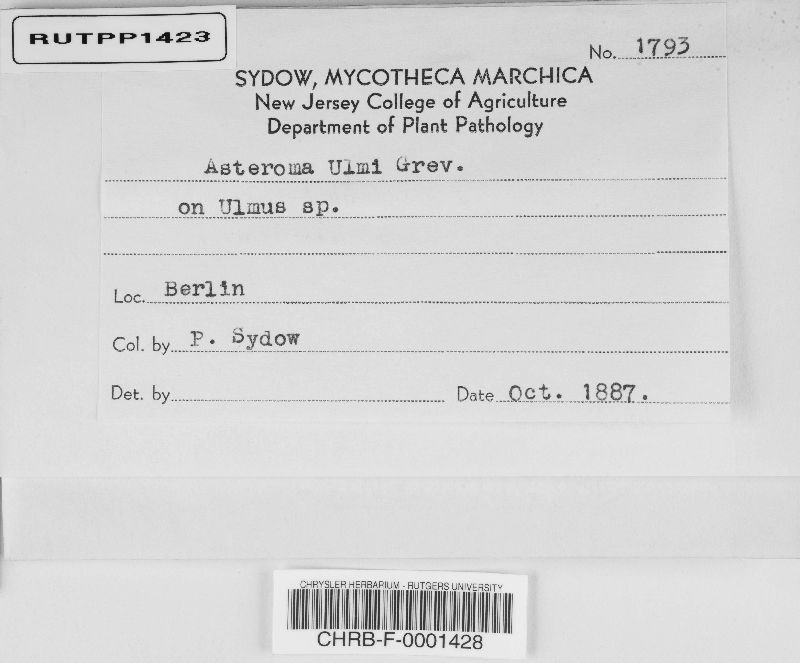 RUTPP1423
No. 1793
SYDOW, MYCOTHECA MARCHICA
New Jersey College of Agriculture
Department of Plant Pathology
Asteroma Ulmi Grev.
on Ulmus sp.
Loc. Berlin
Col. by P. Sydow
Det. by
Date Oct. 1887.
CHRYSLER HERBARIUM - RUTGERS UNIVERSITY
CHRB-F-0001428